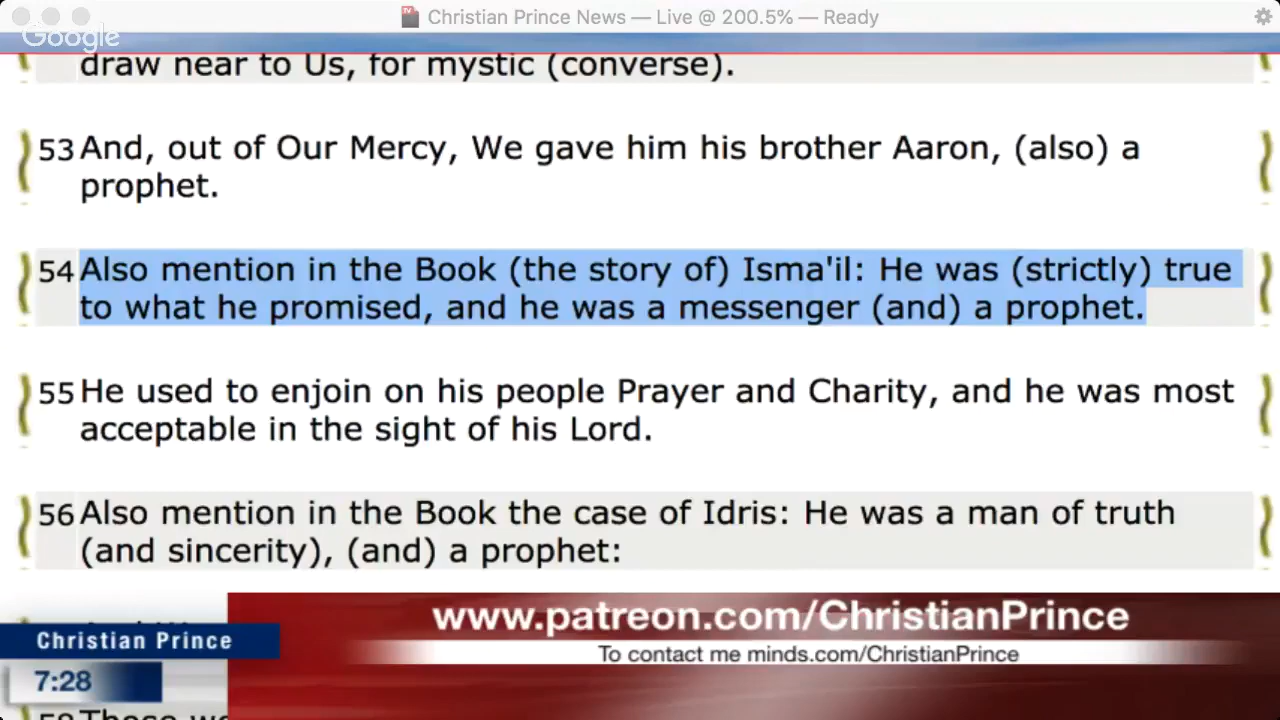 Christian Prince News — Live @ 200.5% — Ready
Google
draw near to Us, for mystic (converse).
53 And, out of Our Mercy, We gave him his brother Aaron, (also) a
prophet.
54 Also mention in the Book (the story of) Isma'il: He was (strictly) true
to what he promised, and he was a messenger (and) a prophet.
55 He used to enjoin on his people Prayer and Charity, and he was most
acceptable in the sight of his Lord.
56 Also mention in the Book the case of Idris: He was a man of truth
(and sincerity), (and) a prophet:
www.patreon.com/ChristianPrince
To contact me minds.com/ChristianPrince
Christian Prince
7:28